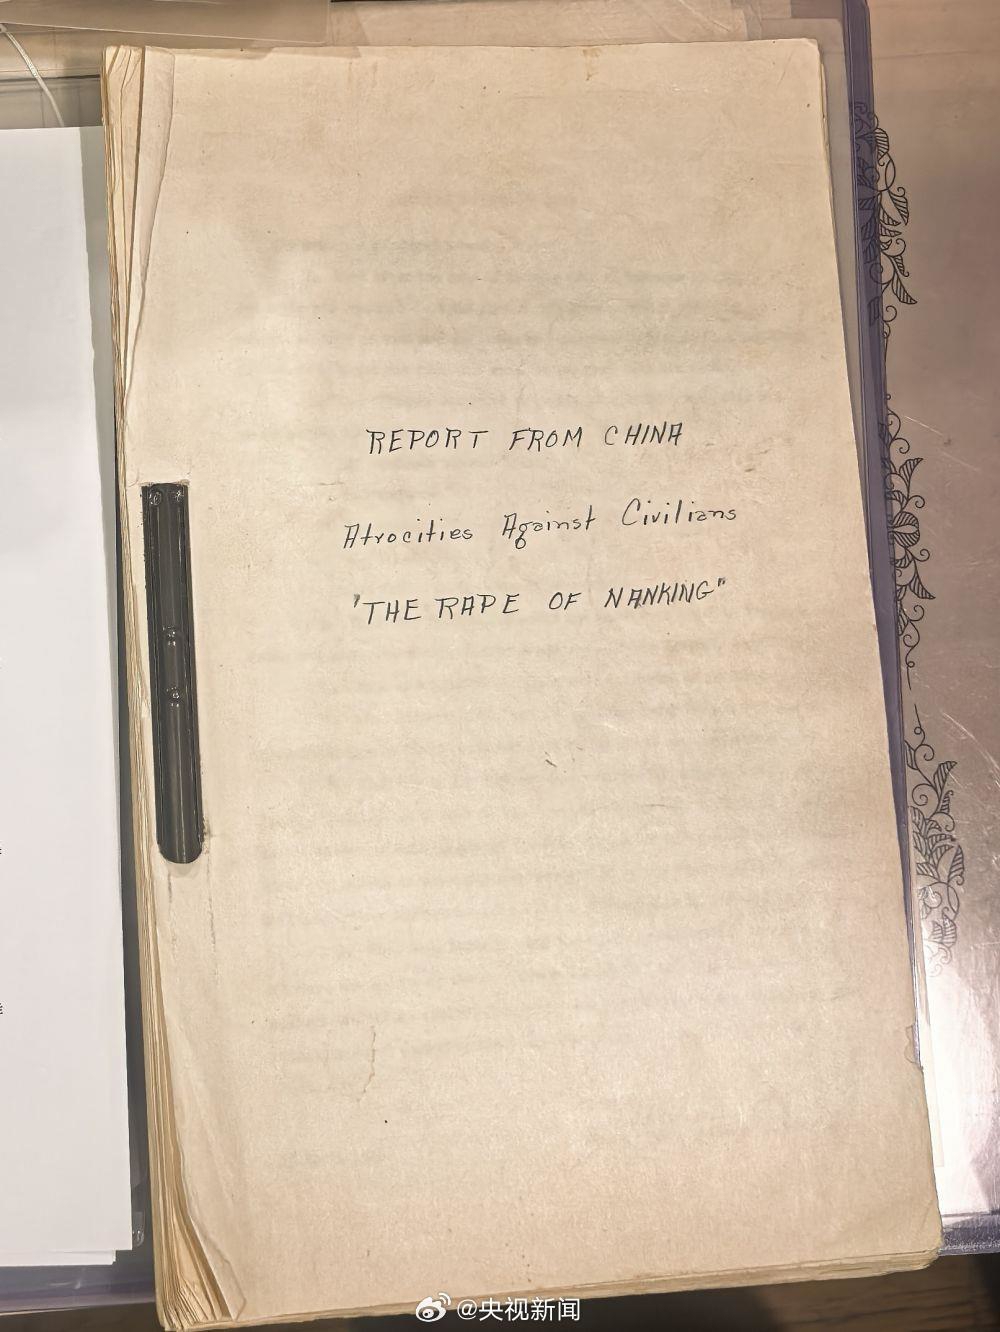 REPORT FROM CHINA
Atrocities Against Civilians
"THE RAPE OF NANKING"
@央视新闻